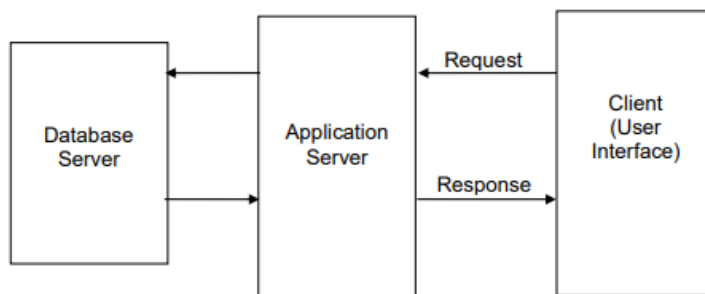 Database
Server
Application
Server
Request
Response
Client
(User
Interface)